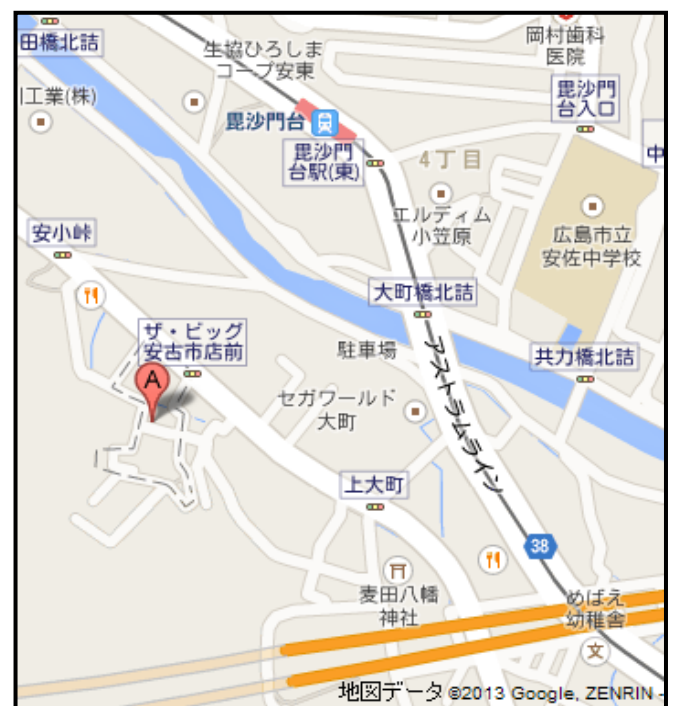 田橋北詰
生協ひろしま
コープ安東
岡村歯科
医院
工業(株)
毘沙門
台入口
毘沙門台
毘沙門
台駅(東)
4丁目
中
エルディム
小笠原
広島市立
安佐中学校
安小峠
大町橋北詰
ザ・ビッグ
安古市店前
駐車場
共力橋北詰
アストラムライン
A
セガワールド
大町
上大町
38
麦田八幡
神社
めばえ
幼稚舎
文
地図データ ©2013 Google, ZENRIN -